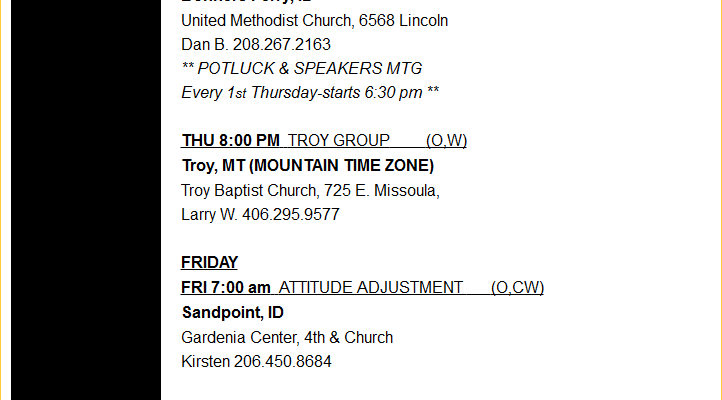 United Methodist Church, 6568 Lincoln
Dan B. 208.267.2163
** POTLUCK & SPEAKERS MTG
Every 1st Thursday-starts 6:30 pm **
THU 8:00 PM  TROY GROUP        (O,W)
Troy, MT (MOUNTAIN TIME ZONE)
Troy Baptist Church, 725 E. Missoula,
Larry W. 406.295.9577
FRIDAY
FRI 7:00 am  ATTITUDE ADJUSTMENT      (O,CW)
Sandpoint, ID
Gardenia Center, 4th & Church
Kirsten 206.450.8684